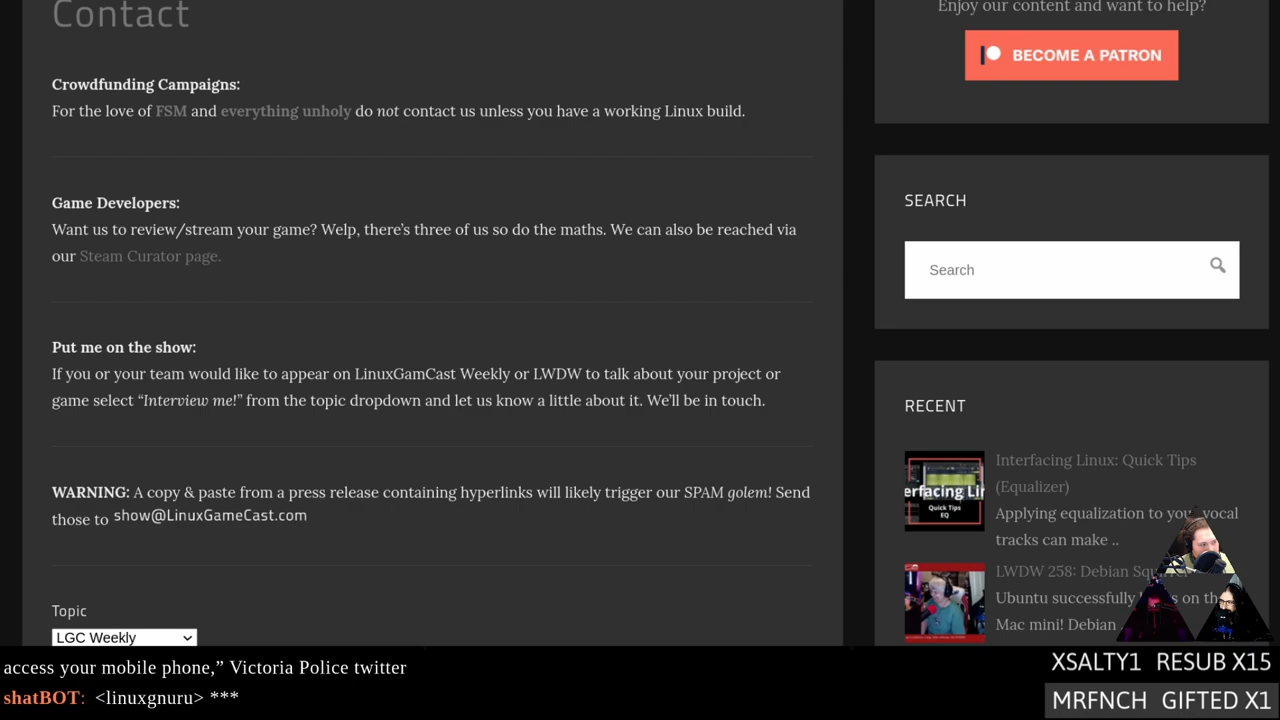 Contact
Crowdfunding Campaigns:
For the love of FSM and everything unholy do not contact us unless you have a working Linux build.
Game Developers:
Want us to review/stream your game? Welp, there’s three of us so do the maths. We can also be reached via
our Steam Curator page.
Put me on the show:
If you or your team would like to appear on LinuxGamCast Weekly or LWDW to talk about your project or
game select “Interview me!” from the topic dropdown and let us know a little about it. We’ll be in touch.
WARNING: A copy & paste from a press release containing hyperlinks will likely trigger our SPAM golem! Send
those to show@LinuxGameCast.com
Topic
LGC Weekly
Enjoy our content and want to help?
BECOME A PATRON
SEARCH
Search
RECENT
erfacing Li
Quick Tips
EQ
Interfacing Linux: Quick Tips
(Equalizer)
Applying equalization to your vocal
tracks can make ..
LWDW 258: Debian
Ubuntu successfully on
Mac mini! Debian
access your mobile phone,” Victoria Police twitter
shatBOT: <linuxgnuru> ***
XSALTY1 RESUB X15
MRFNCH GIFTED X1